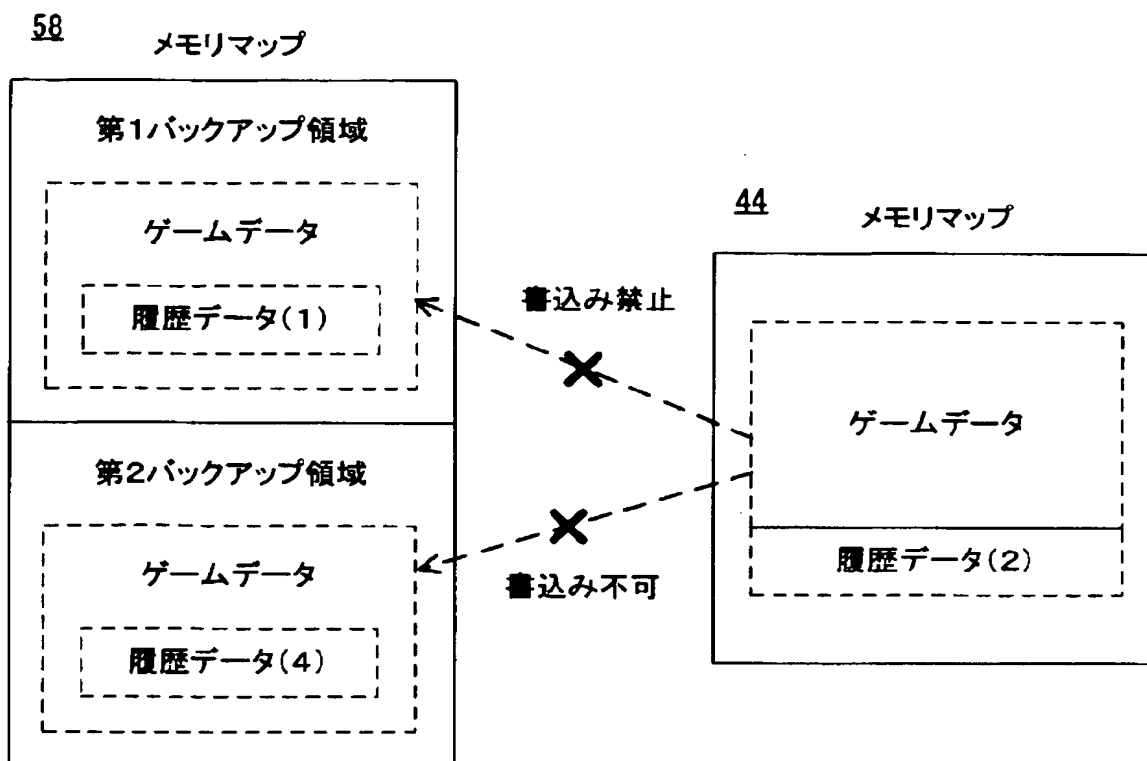 58
メモリマップ
第1バックアップ領域
ゲームデータ
履歴データ(1)
第2バックアップ領域
ゲームデータ
履歴データ(4)
書込み禁止
書込み不可
44
メモリマップ
ゲームデータ
履歴データ(2)